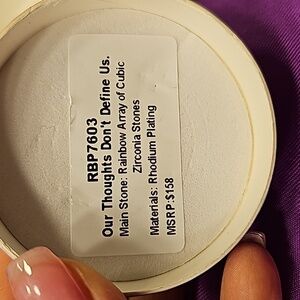 RBP7603
Our Thoughts Don't Define Us.
Main Stone: Rainbow Array of Cubic
Zirconia Stones
Materials: Rhodium Plating
MSRP:$158